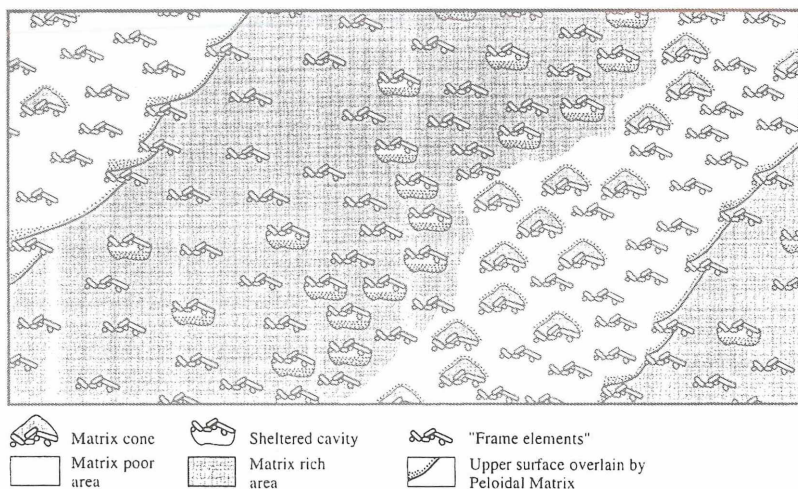 Matrix cone
Sheltered cavity
"Frame elements"
Matrix poor
area
Matrix rich
area
Upper surface overlain by
Peloidal Matrix